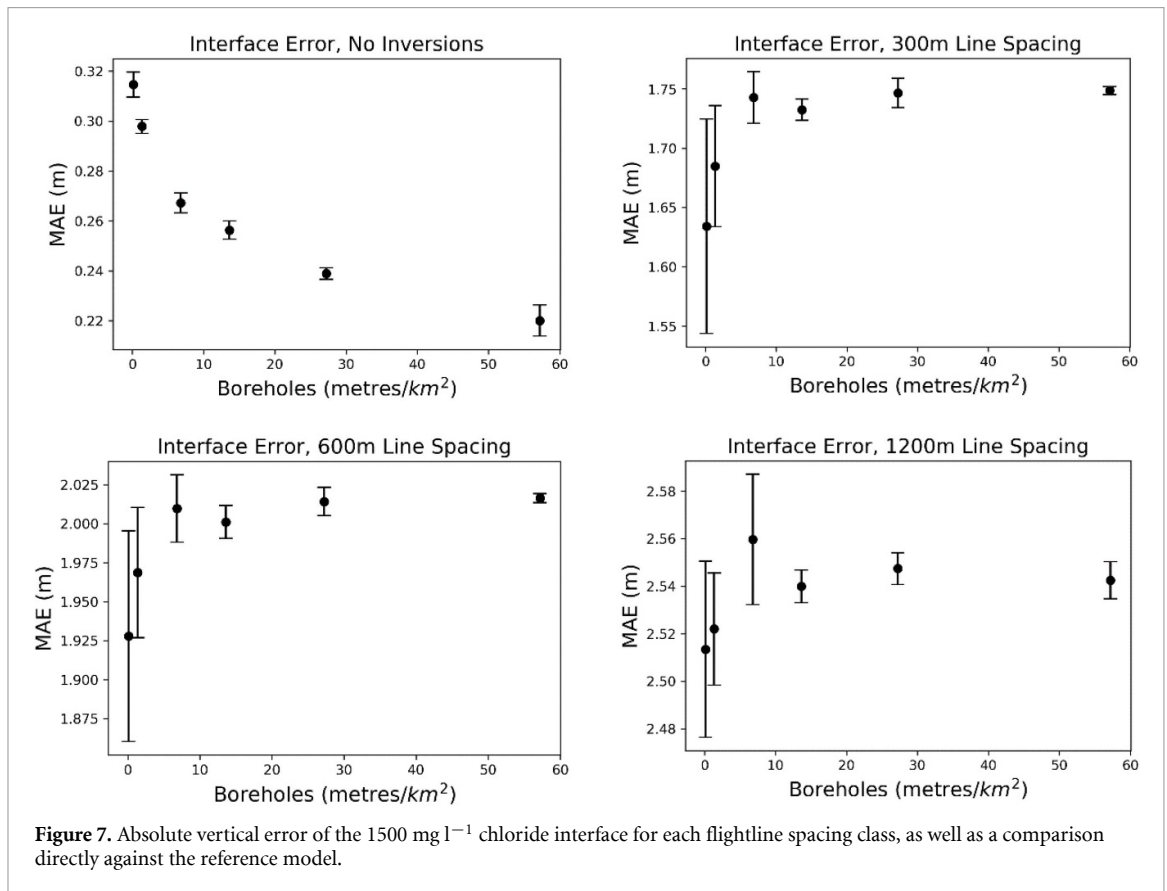 Interface Error, No Inversions
0.32
0.30
0.28
0.26
0.24
0.22
MAE (m)
0 10 20 30 40 50 60
Boreholes (metres/km²)
Interface Error, 300m Line Spacing
1.75
1.70
1.65
1.60
1.55
MAE (m)
0 10 20 30 40 50 60
Boreholes (metres/km²)
Interface Error, 600m Line Spacing
2.025
2.000
1.975
1.950
1.925
1.900
1.875
MAE (m)
0 10 20 30 40 50 60
Boreholes (metres/km²)
Interface Error, 1200m Line Spacing
2.58
2.56
2.54
2.52
2.50
2.48
MAE (m)
0 10 20 30 40 50 60
Boreholes (metres/km²)
Figure 7. Absolute vertical error of the 1500 mg l⁻¹ chloride interface for each flightline spacing class, as well as a comparison
directly against the reference model.